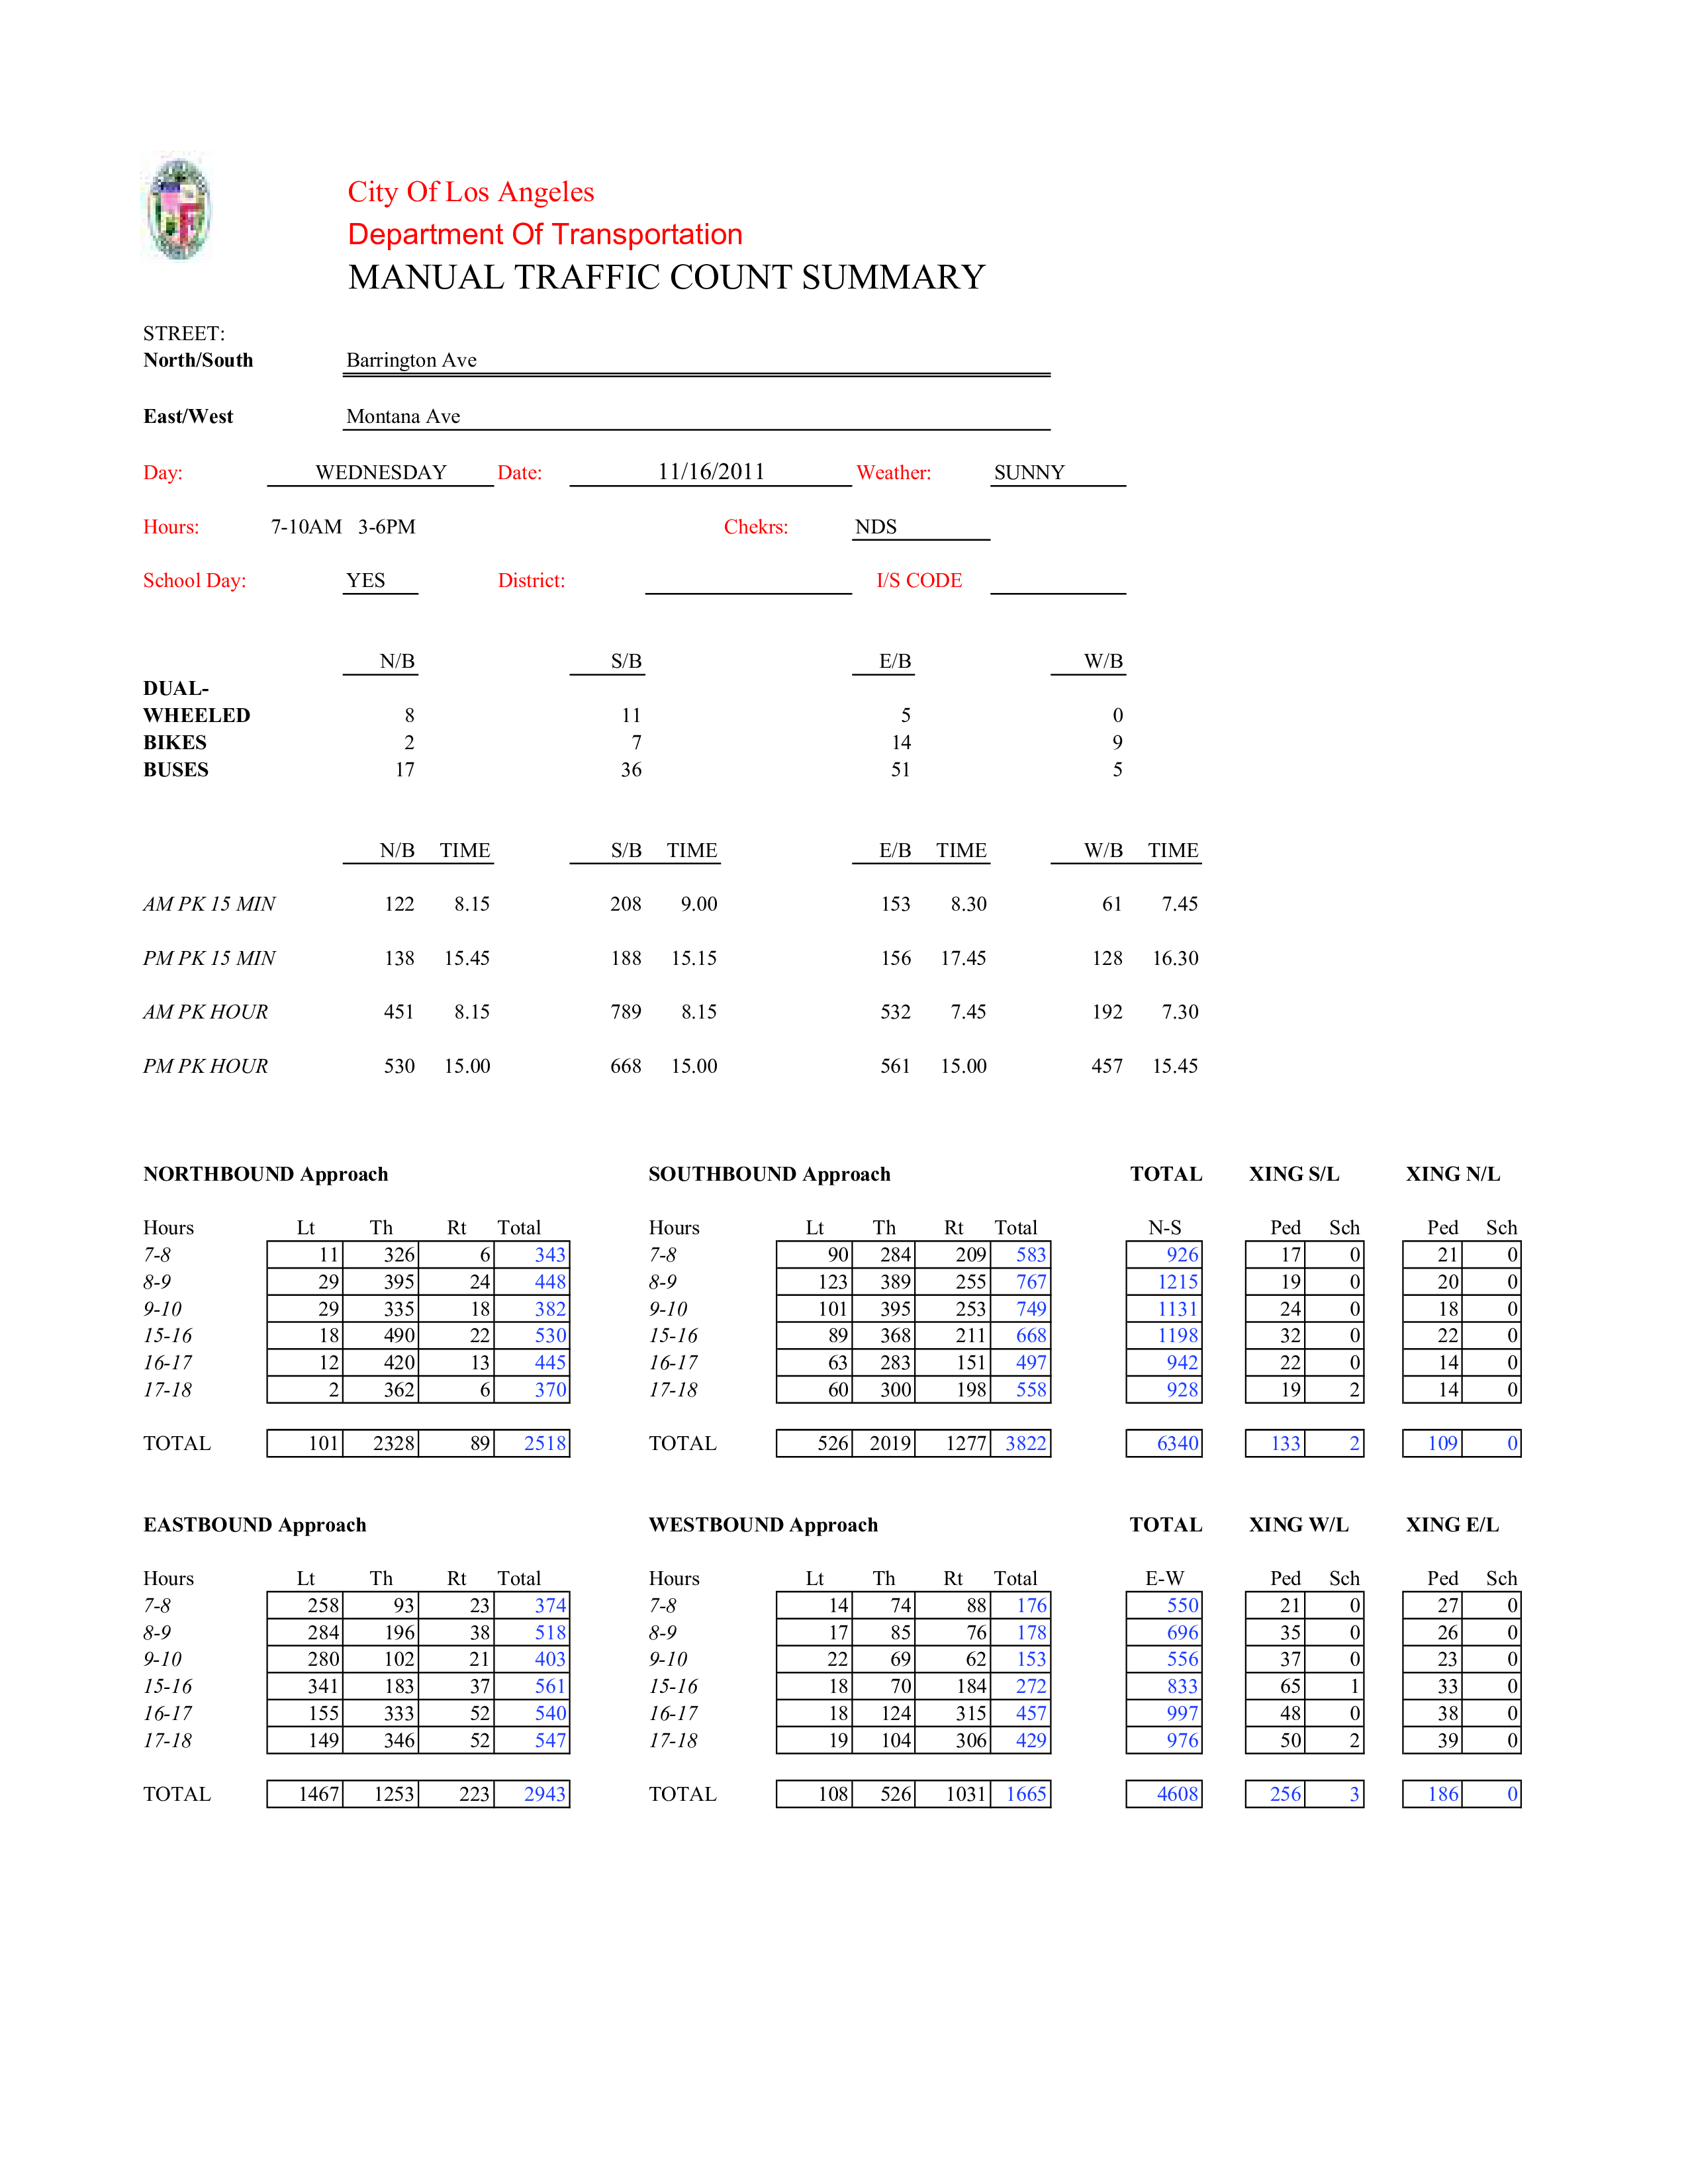 City Of Los Angeles
Department Of Transportation
MANUAL TRAFFIC COUNT SUMMARY
STREET:
North/South Barrington Ave
East/West Montana Ave
Day: WEDNESDAY Date: 11/16/2011 Weather: SUNNY
Hours: 7-10AM 3-6PM Chekrs: NDS
School Day: YES District: I/S CODE
N/B S/B E/B W/B
DUAL-
WHEELED 8 11 5 0
BIKES 2 7 14 9
BUSES 17 36 51 5
N/B TIME S/B TIME E/B TIME W/B TIME
AM PK 15 MIN 122 8.15 208 9.00 153 8.30 61 7.45
PM PK 15 MIN 138 15.45 188 15.15 156 17.45 128 16.30
AM PK HOUR 451 8.15 789 8.15 532 7.45 192 7.30
PM PK HOUR 530 15.00 668 15.00 561 15.00 457 15.45
NORTHBOUND Approach SOUTHBOUND Approach TOTAL XING S/L XING N/L
Hours Lt Th Rt Total Hours Lt Th Rt Total N-S Ped Sch Ped Sch
7-8 11 326 6 343 7-8 90 284 209 583 926 17 0 21 0
8-9 29 395 24 448 8-9 123 389 255 767 1215 19 0 20 0
9-10 29 335 18 382 9-10 101 395 253 749 1131 24 0 18 0
15-16 18 490 22 530 15-16 89 368 211 668 1198 32 0 22 0
16-17 12 420 13 445 16-17 63 283 151 497 942 22 0 14 0
17-18 2 362 6 370 17-18 60 300 198 558 928 19 2 14 0
TOTAL 101 2328 89 2518 TOTAL 526 2019 1277 3822 6340 133 2 109 0
EASTBOUND Approach WESTBOUND Approach TOTAL XING W/L XING E/L
Hours Lt Th Rt Total Hours Lt Th Rt Total E-W Ped Sch Ped Sch
7-8 258 93 23 374 7-8 14 74 88 176 550 21 0 27 0
8-9 284 196 38 518 8-9 17 85 76 178 696 35 0 26 0
9-10 280 102 21 403 9-10 22 69 62 153 556 37 0 23 0
15-16 341 183 37 561 15-16 18 70 184 272 833 65 1 33 0
16-17 155 333 52 540 16-17 18 124 315 457 997 48 0 38 0
17-18 149 346 52 547 17-18 19 104 306 429 976 50 2 39 0
TOTAL 1467 1253 223 2943 TOTAL 108 526 1031 1665 4608 256 3 186 0